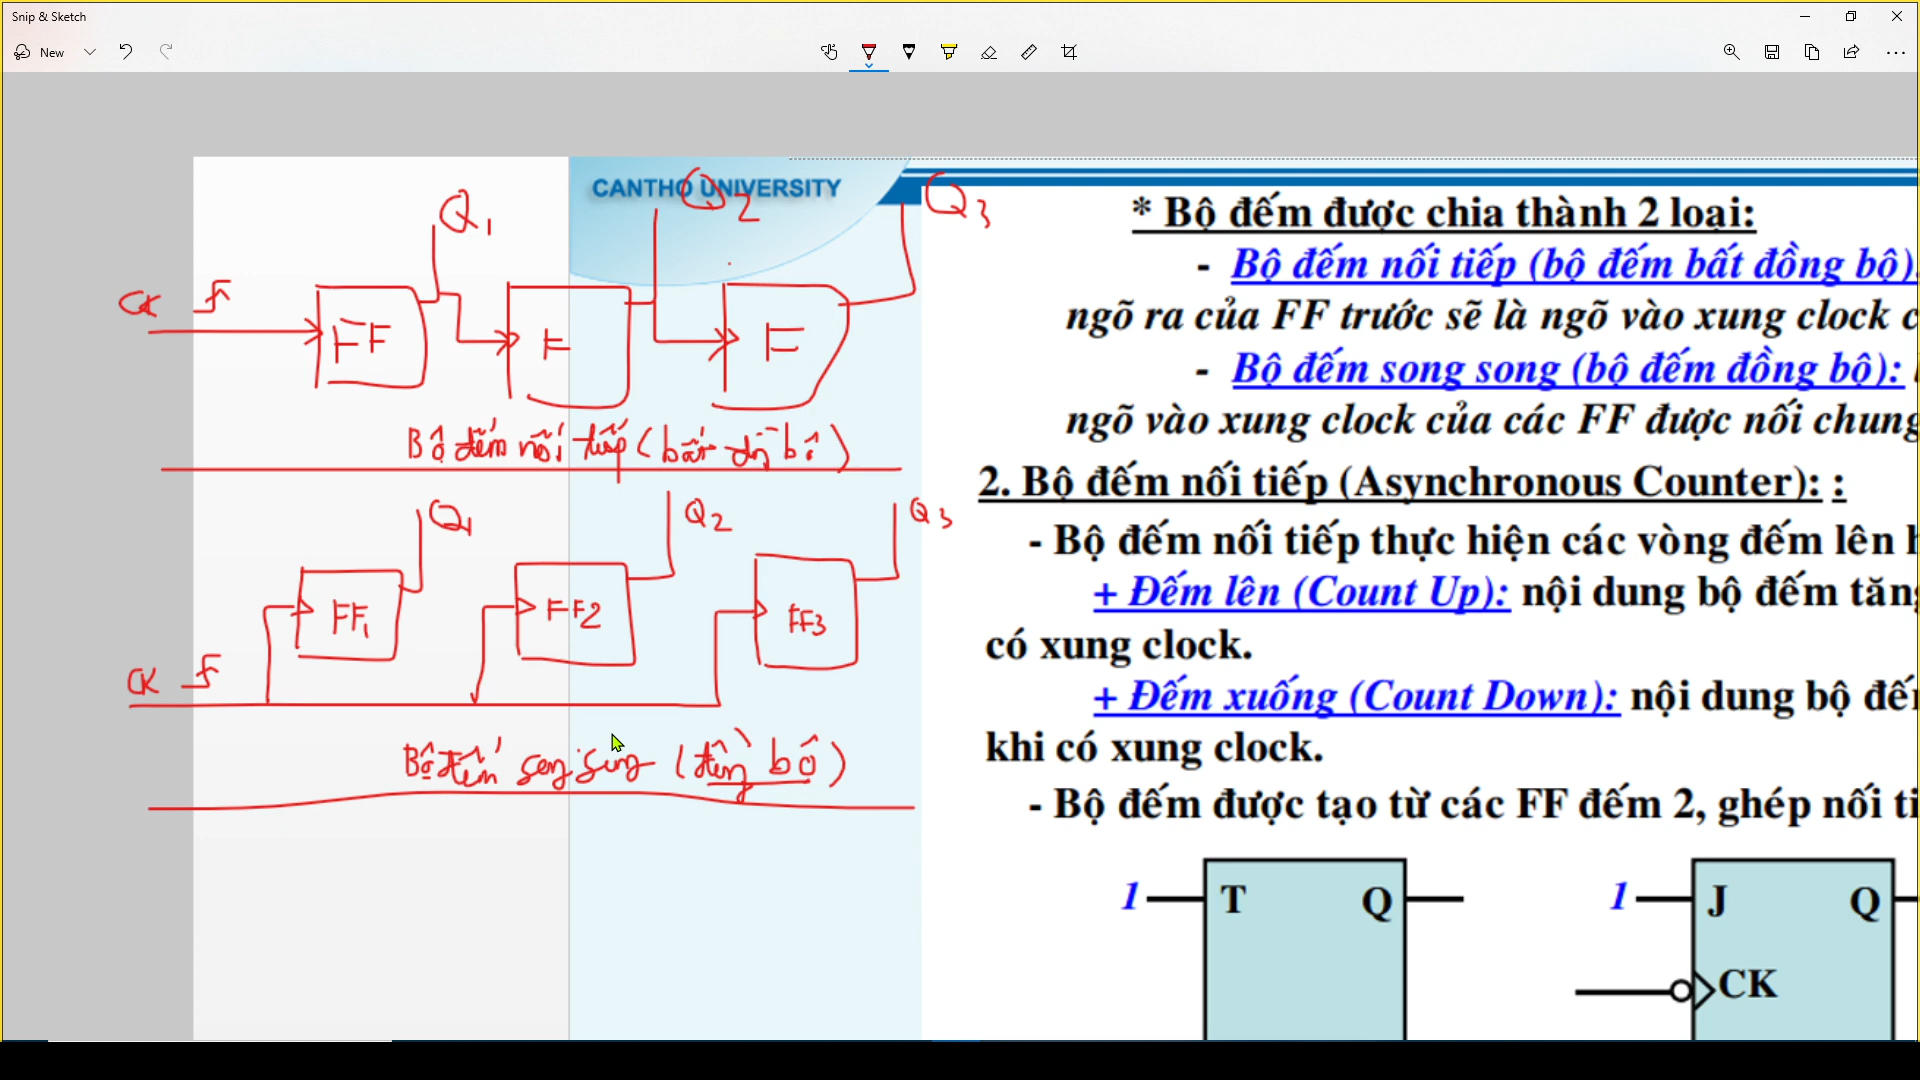 Snip & Sketch
New
CANTHO UNIVERSITY
Q1
Q2
Q3
CK
FF
F
F
Bộ đếm nối tiếp (bất bộ)
Q1
Q2
Q3
FF1
FF2
FF3
CK
Bộ đếm song song (đồng bộ)
* Bộ đếm được chia thành 2 loại:
- Bộ đếm nối tiếp (bộ đếm bất đồng bộ)
ngõ ra của FF trước sẽ là ngõ vào xung clock c
- Bộ đếm song song (bộ đếm đồng bộ):
ngõ vào xung clock của các FF được nối chung
2. Bộ đếm nối tiếp (Asynchronous Counter): :
- Bộ đếm nối tiếp thực hiện các vòng đếm lên h
+ Đếm lên (Count Up): nội dung bộ đếm tăng
có xung clock.
+ Đếm xuống (Count Down): nội dung bộ đếm
khi có xung clock.
- Bộ đếm được tạo từ các FF đếm 2, ghép nối ti
1 T Q
1 J Q
CK